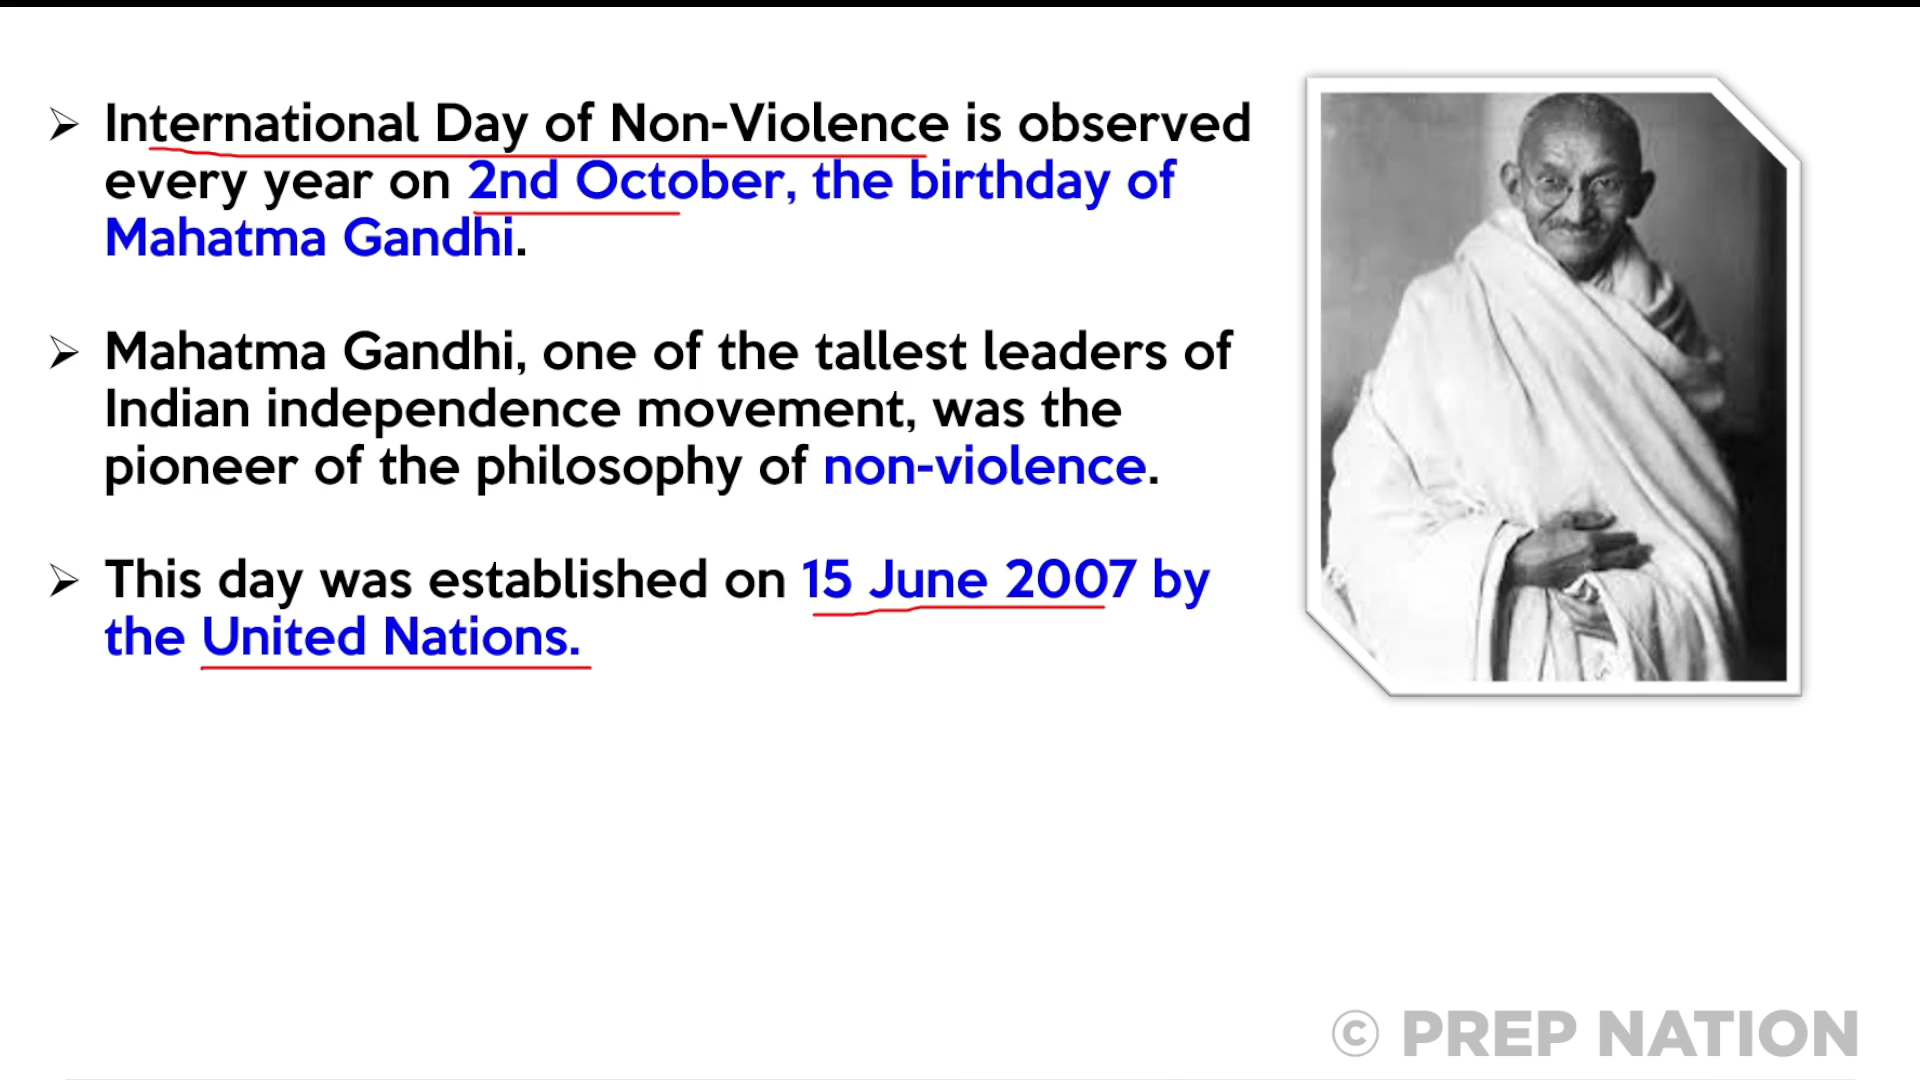 ➢ International Day of Non-Violence is observed
every year on 2nd October, the birthday of
Mahatma Gandhi.
➢ Mahatma Gandhi, one of the tallest leaders of
Indian independence movement, was the
pioneer of the philosophy of non-violence.
➢ This day was established on 15 June 2007 by
the United Nations.
© PREP NATION